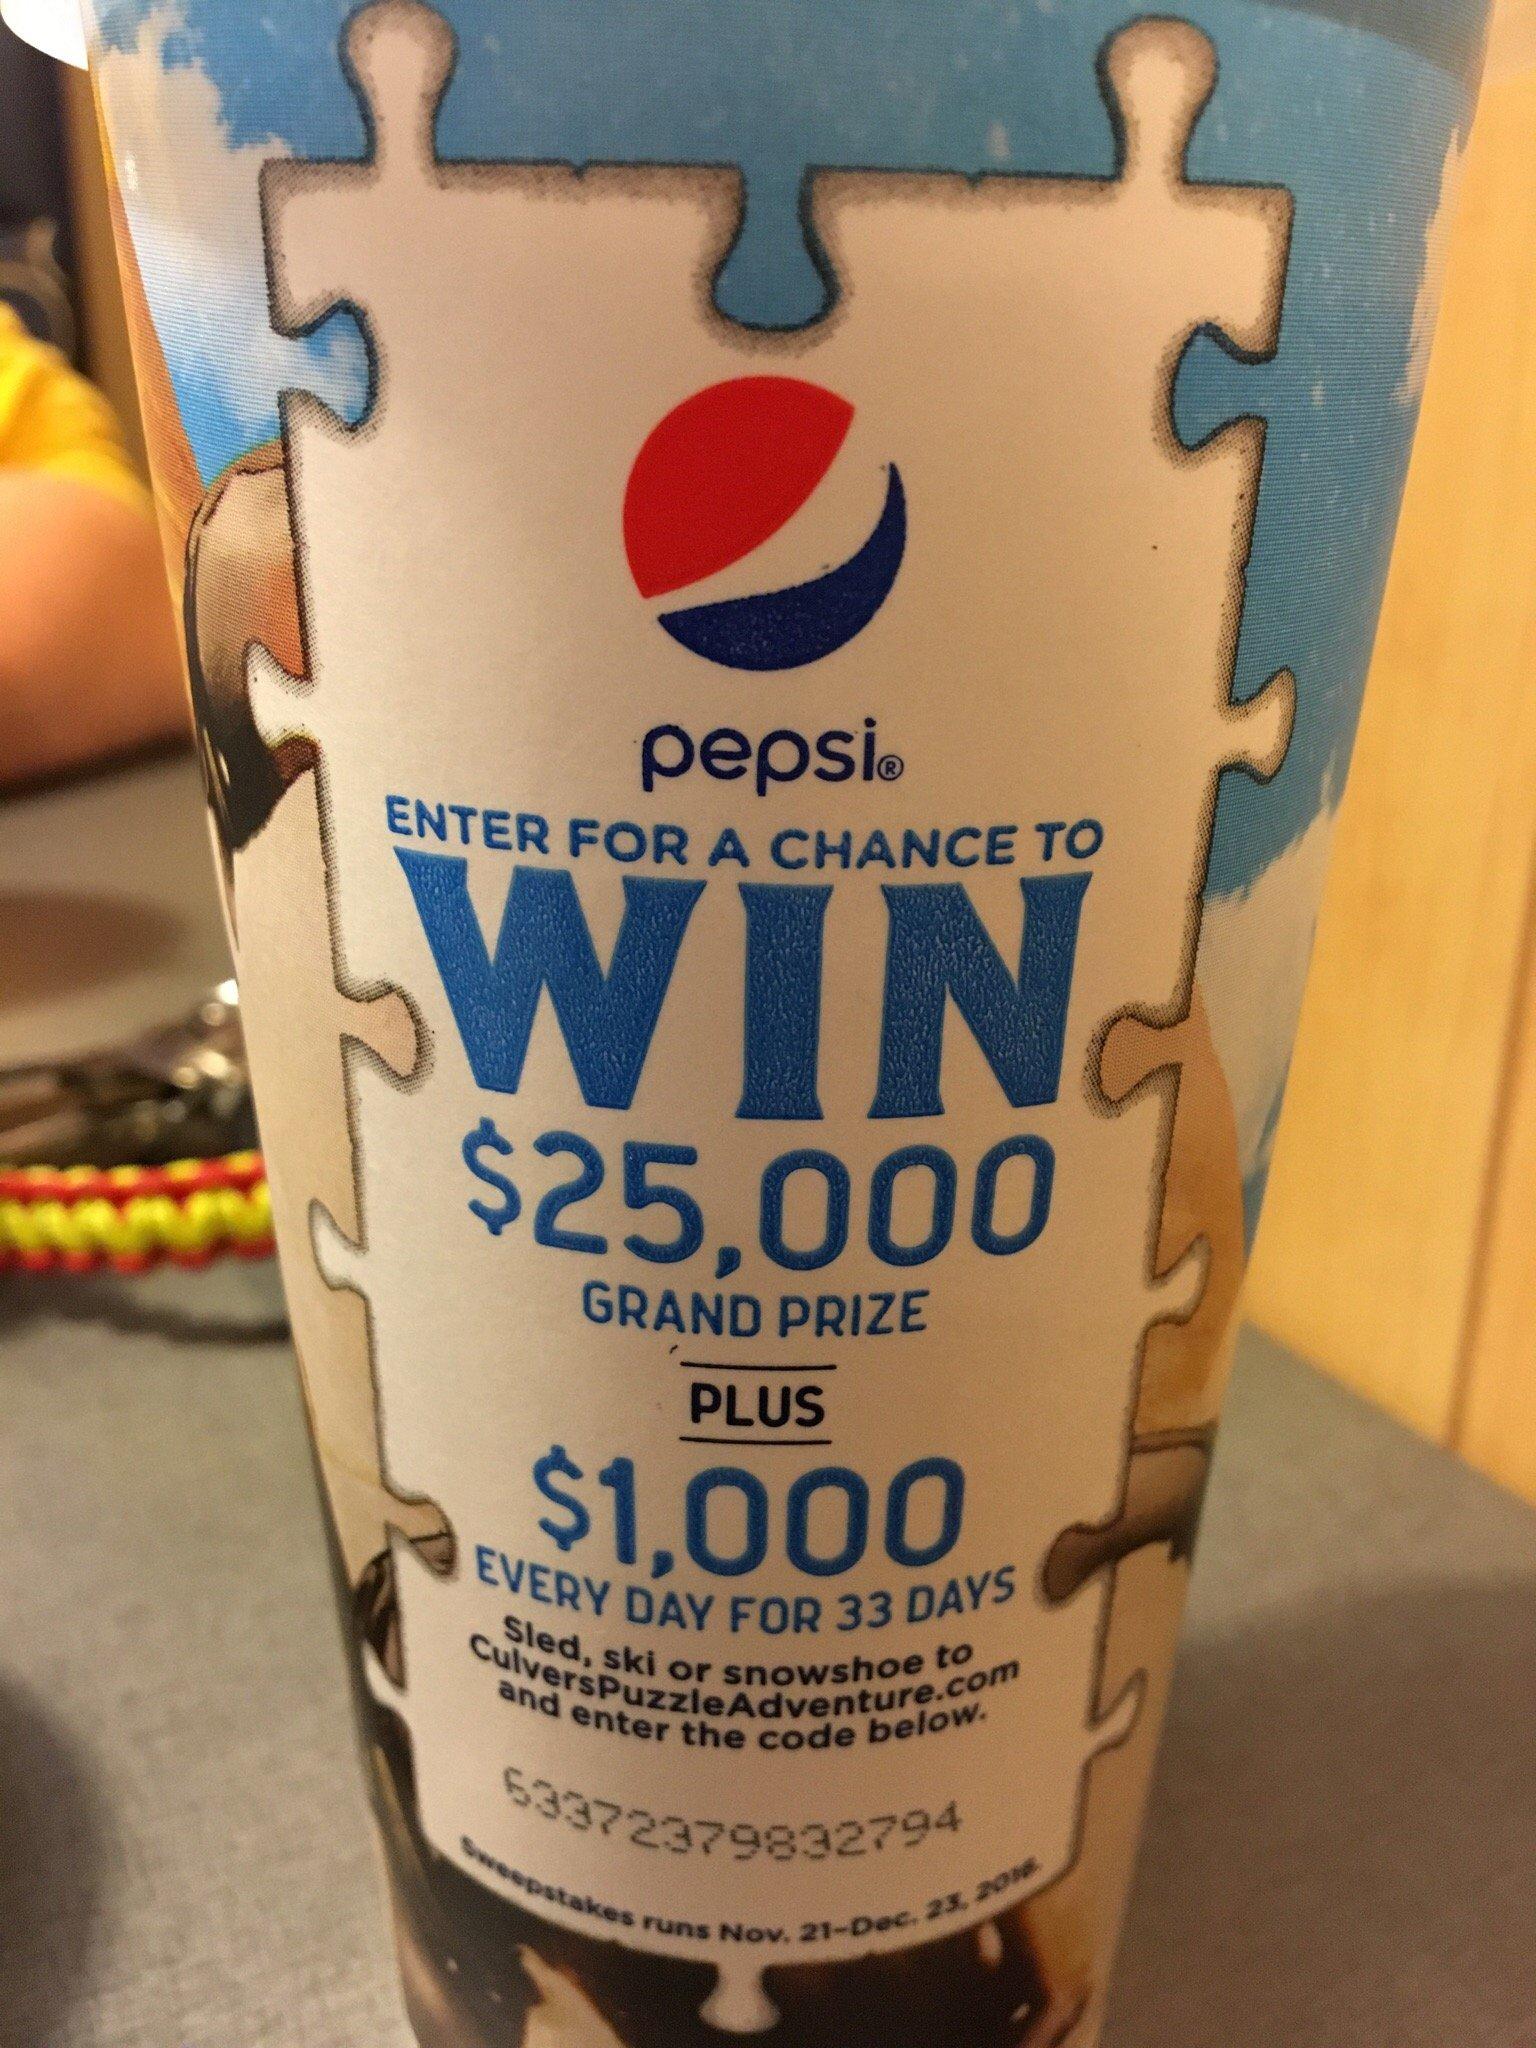 pepsi®
ENTER FOR A CHANCE TO
WIN
$25,000
GRAND PRIZE
PLUS
$1,000
EVERY DAY FOR 33 DAYS
Sled, ski or snowshoe to
CulversPuzzleAdventure.com
and enter the code below.
63372379832794
Sweepstakes runs Nov. 21-Dec. 23, 2016.